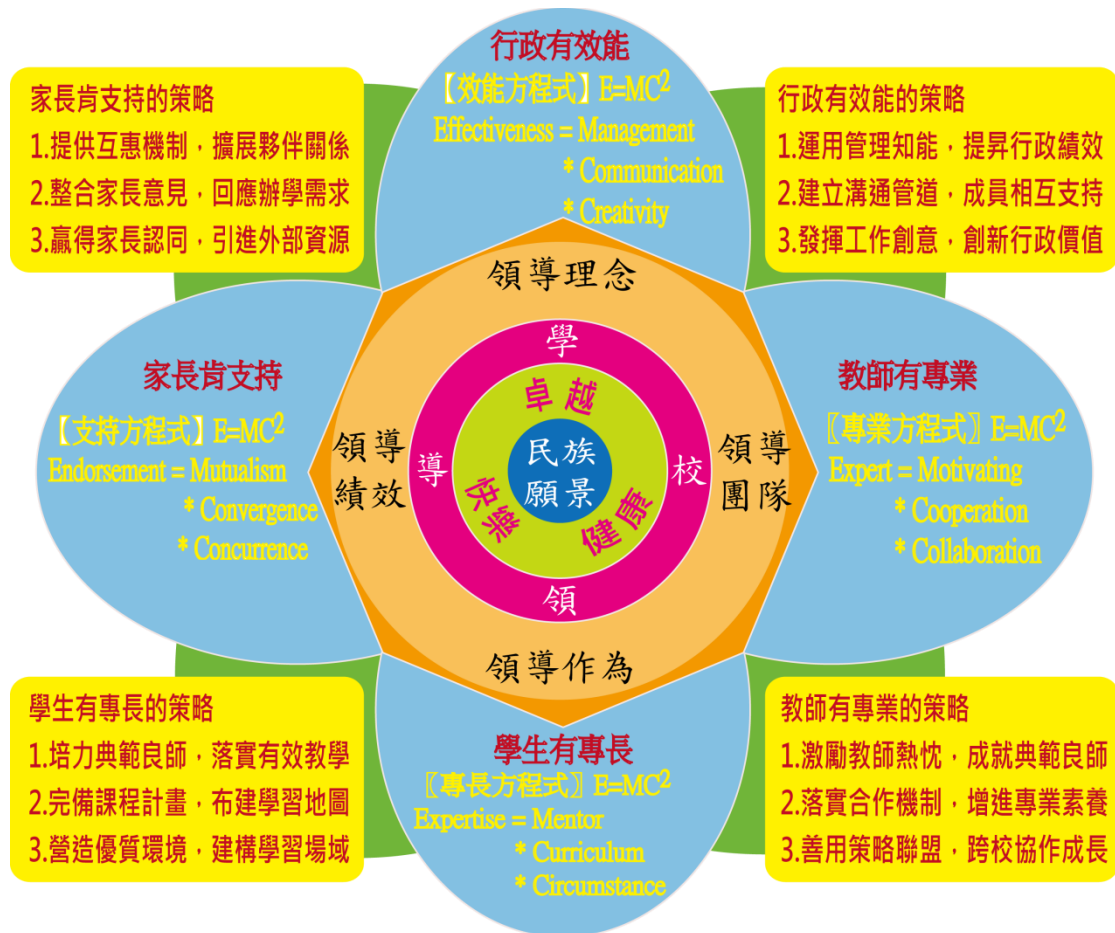 行政有效能
【效能方程式】E=MC²
Effectiveness = Management
* Communication
* Creativity
家長肯支持的策略
1.提供互惠機制，擴展夥伴關係
2.整合家長意見，回應辦學需求
3.贏得家長認同，引進外部資源
行政有效能的策略
1.運用管理知能，提昇行政績效
2.建立溝通管道，成員相互支持
3.發揮工作創意，創新行政價值
家長肯支持
【支持方程式】E=MC²
Endorsement = Mutualism
* Convergence
* Concurrence
領導理念
領導
績效
領導
團隊
領導作為
學
校
領
導
卓越
健康
快樂
民族
願景
教師有專業
〖專業方程式〗E=MC²
Expert = Motivating
* Cooperation
* Collaboration
學生有專長的策略
1.培力典範良師，落實有效教學
2.完備課程計畫，布建學習地圖
3.營造優質環境，建構學習場域
學生有專長
〖專長方程式〗E=MC²
Expertise = Mentor
* Curriculum
* Circumstance
教師有專業的策略
1.激勵教師熱忱，成就典範良師
2.落實合作機制，增進專業素養
3.善用策略聯盟，跨校協作成長